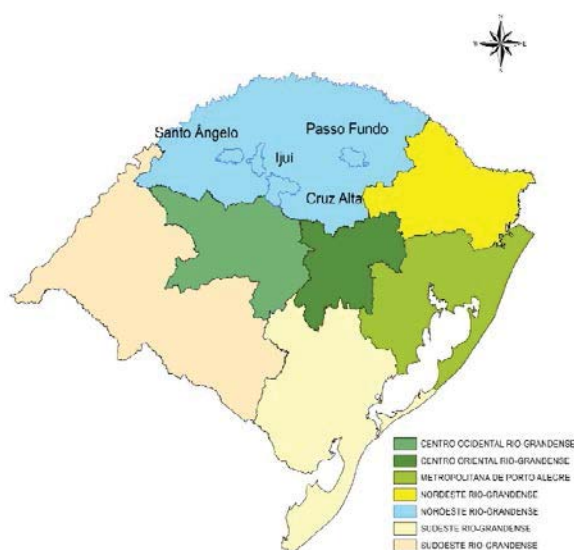 N
Santo Ângelo
Passo Fundo
Ijuí
Cruz Alta
CENTRO OCIDENTAL RIO-GRANDENSE
CENTRO ORIENTAL RIO-GRANDENSE
METROPOLITANA DE PORTO ALEGRE
NORDESTE RIO-GRANDENSE
NOROESTE RIO-GRANDENSE
SUDESTE RIO-GRANDENSE
SUDOESTE RIO-GRANDENSE